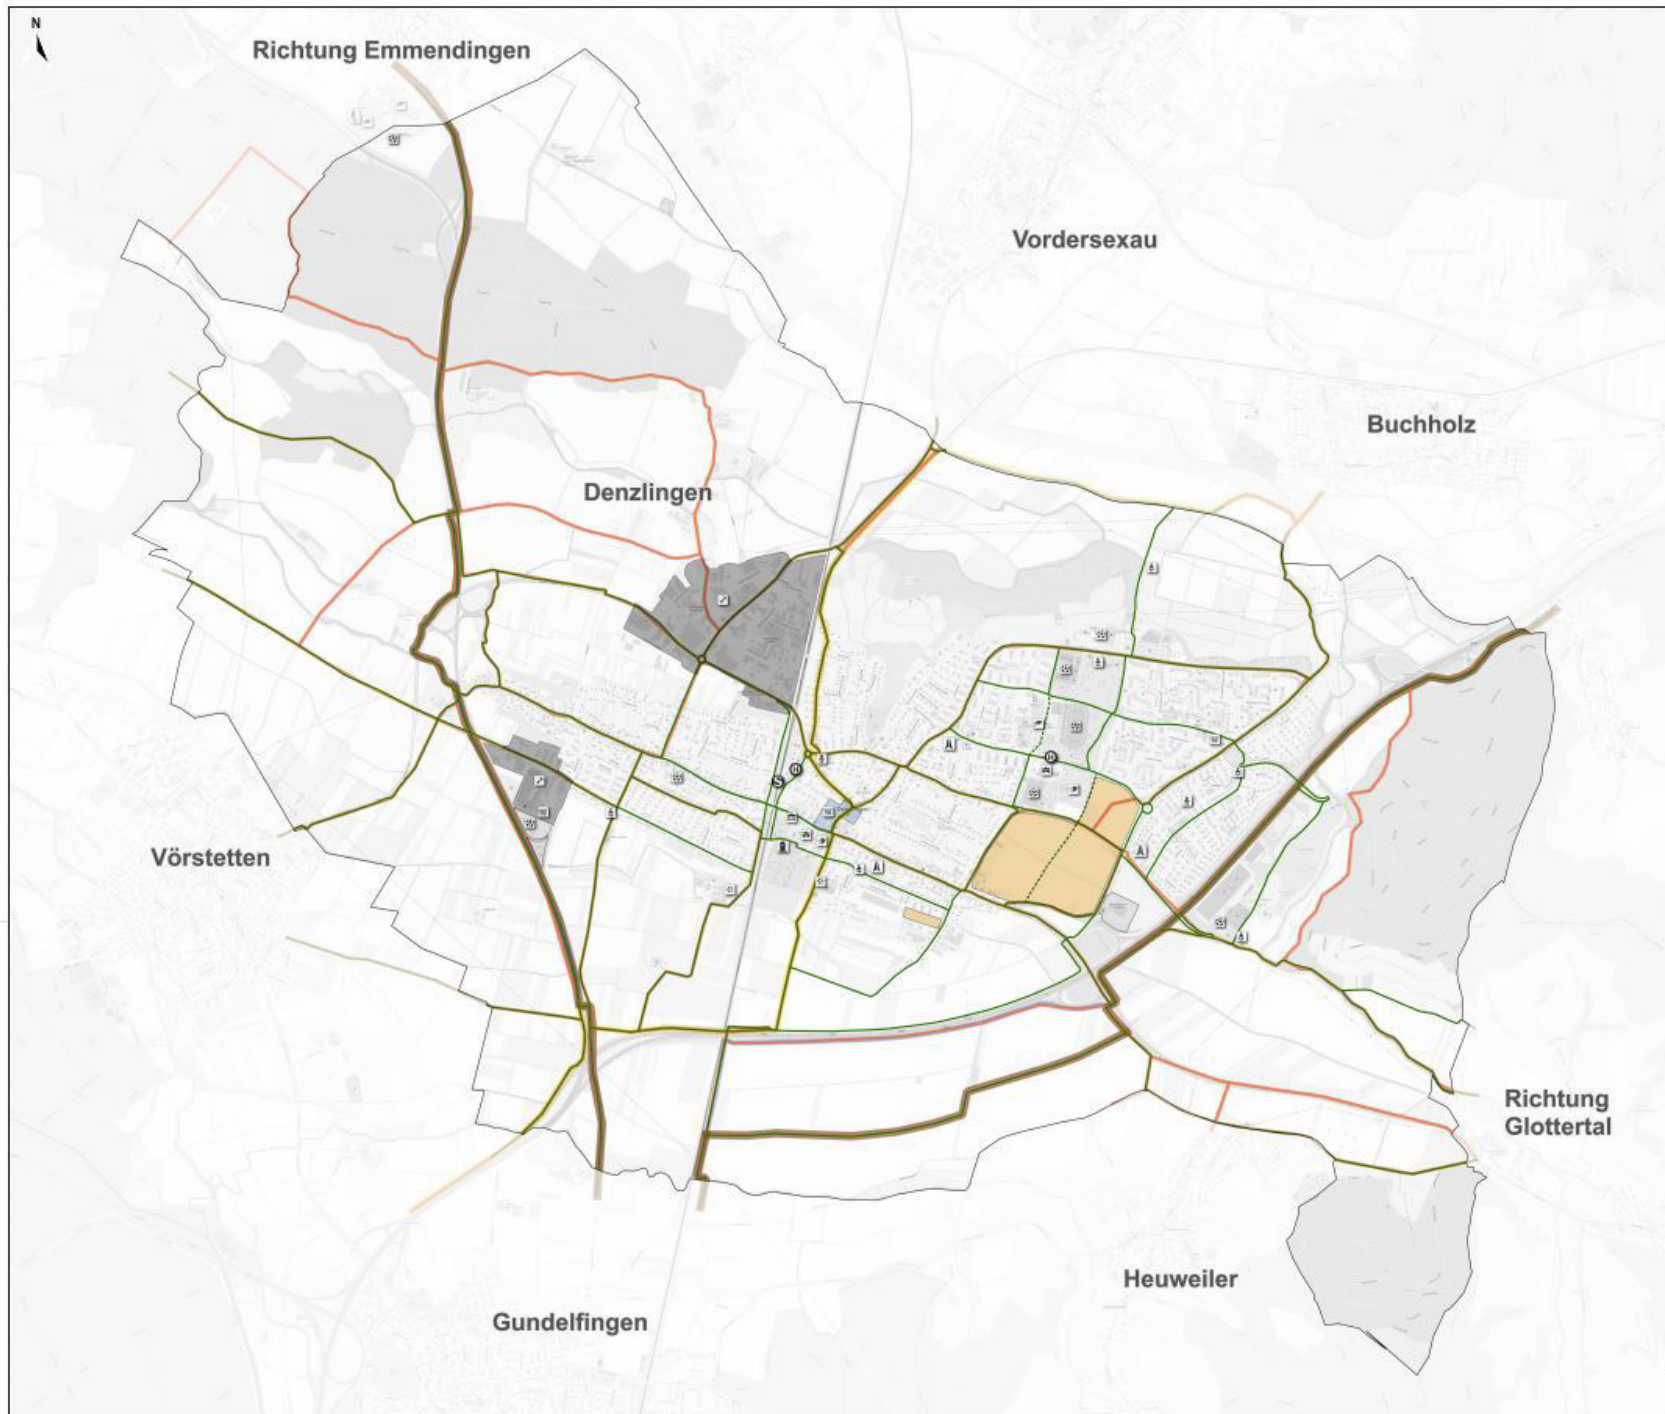 N
Richtung Emmendingen
Vordersexau
Buchholz
Denzlingen
S
H
H
Vörstetten
Richtung
Glottertal
Heuweiler
Gundelfingen